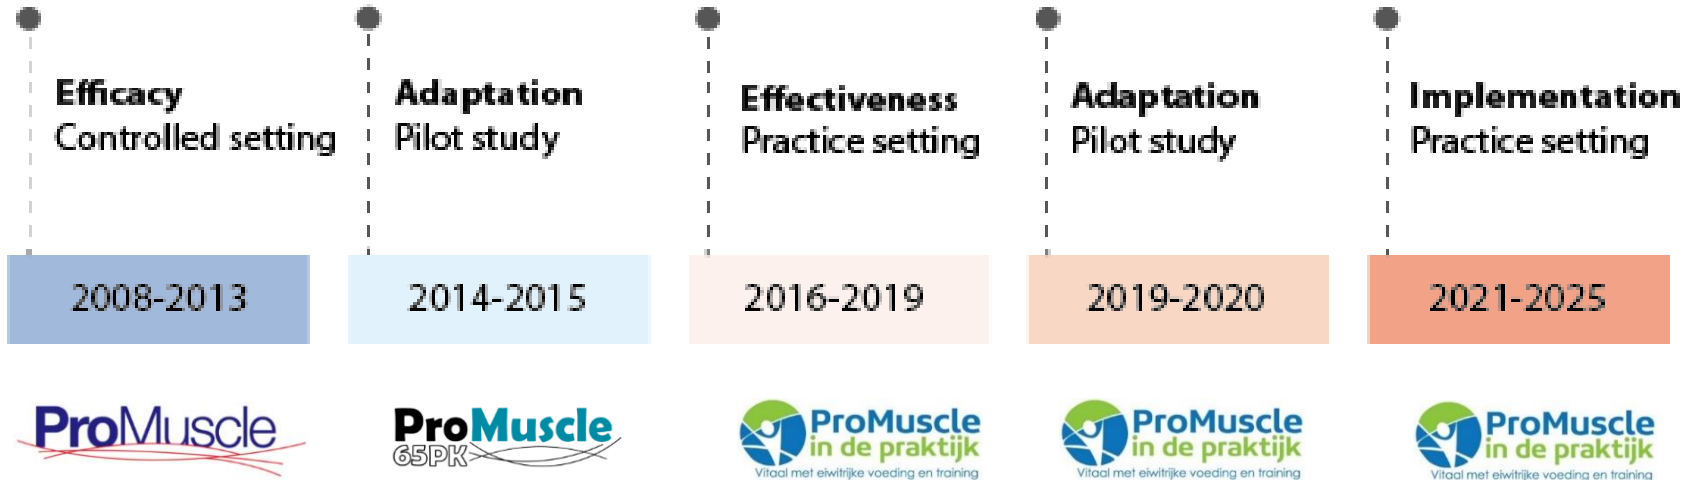 Efficacy
Controlled setting
Adaptation
Pilot study
Effectiveness
Practice setting
Adaptation
Pilot study
Implementation
Practice setting
2008-2013
2014-2015
2016-2019
2019-2020
2021-2025
ProMuscle
ProMuscle
65PK
ProMuscle
in de praktijk
Vitaal met eiwitrijke voeding en training
ProMuscle
in de praktijk
Vitaal met eiwitrijke voeding en training
ProMuscle
in de praktijk
Vitaal met eiwitrijke voeding en training